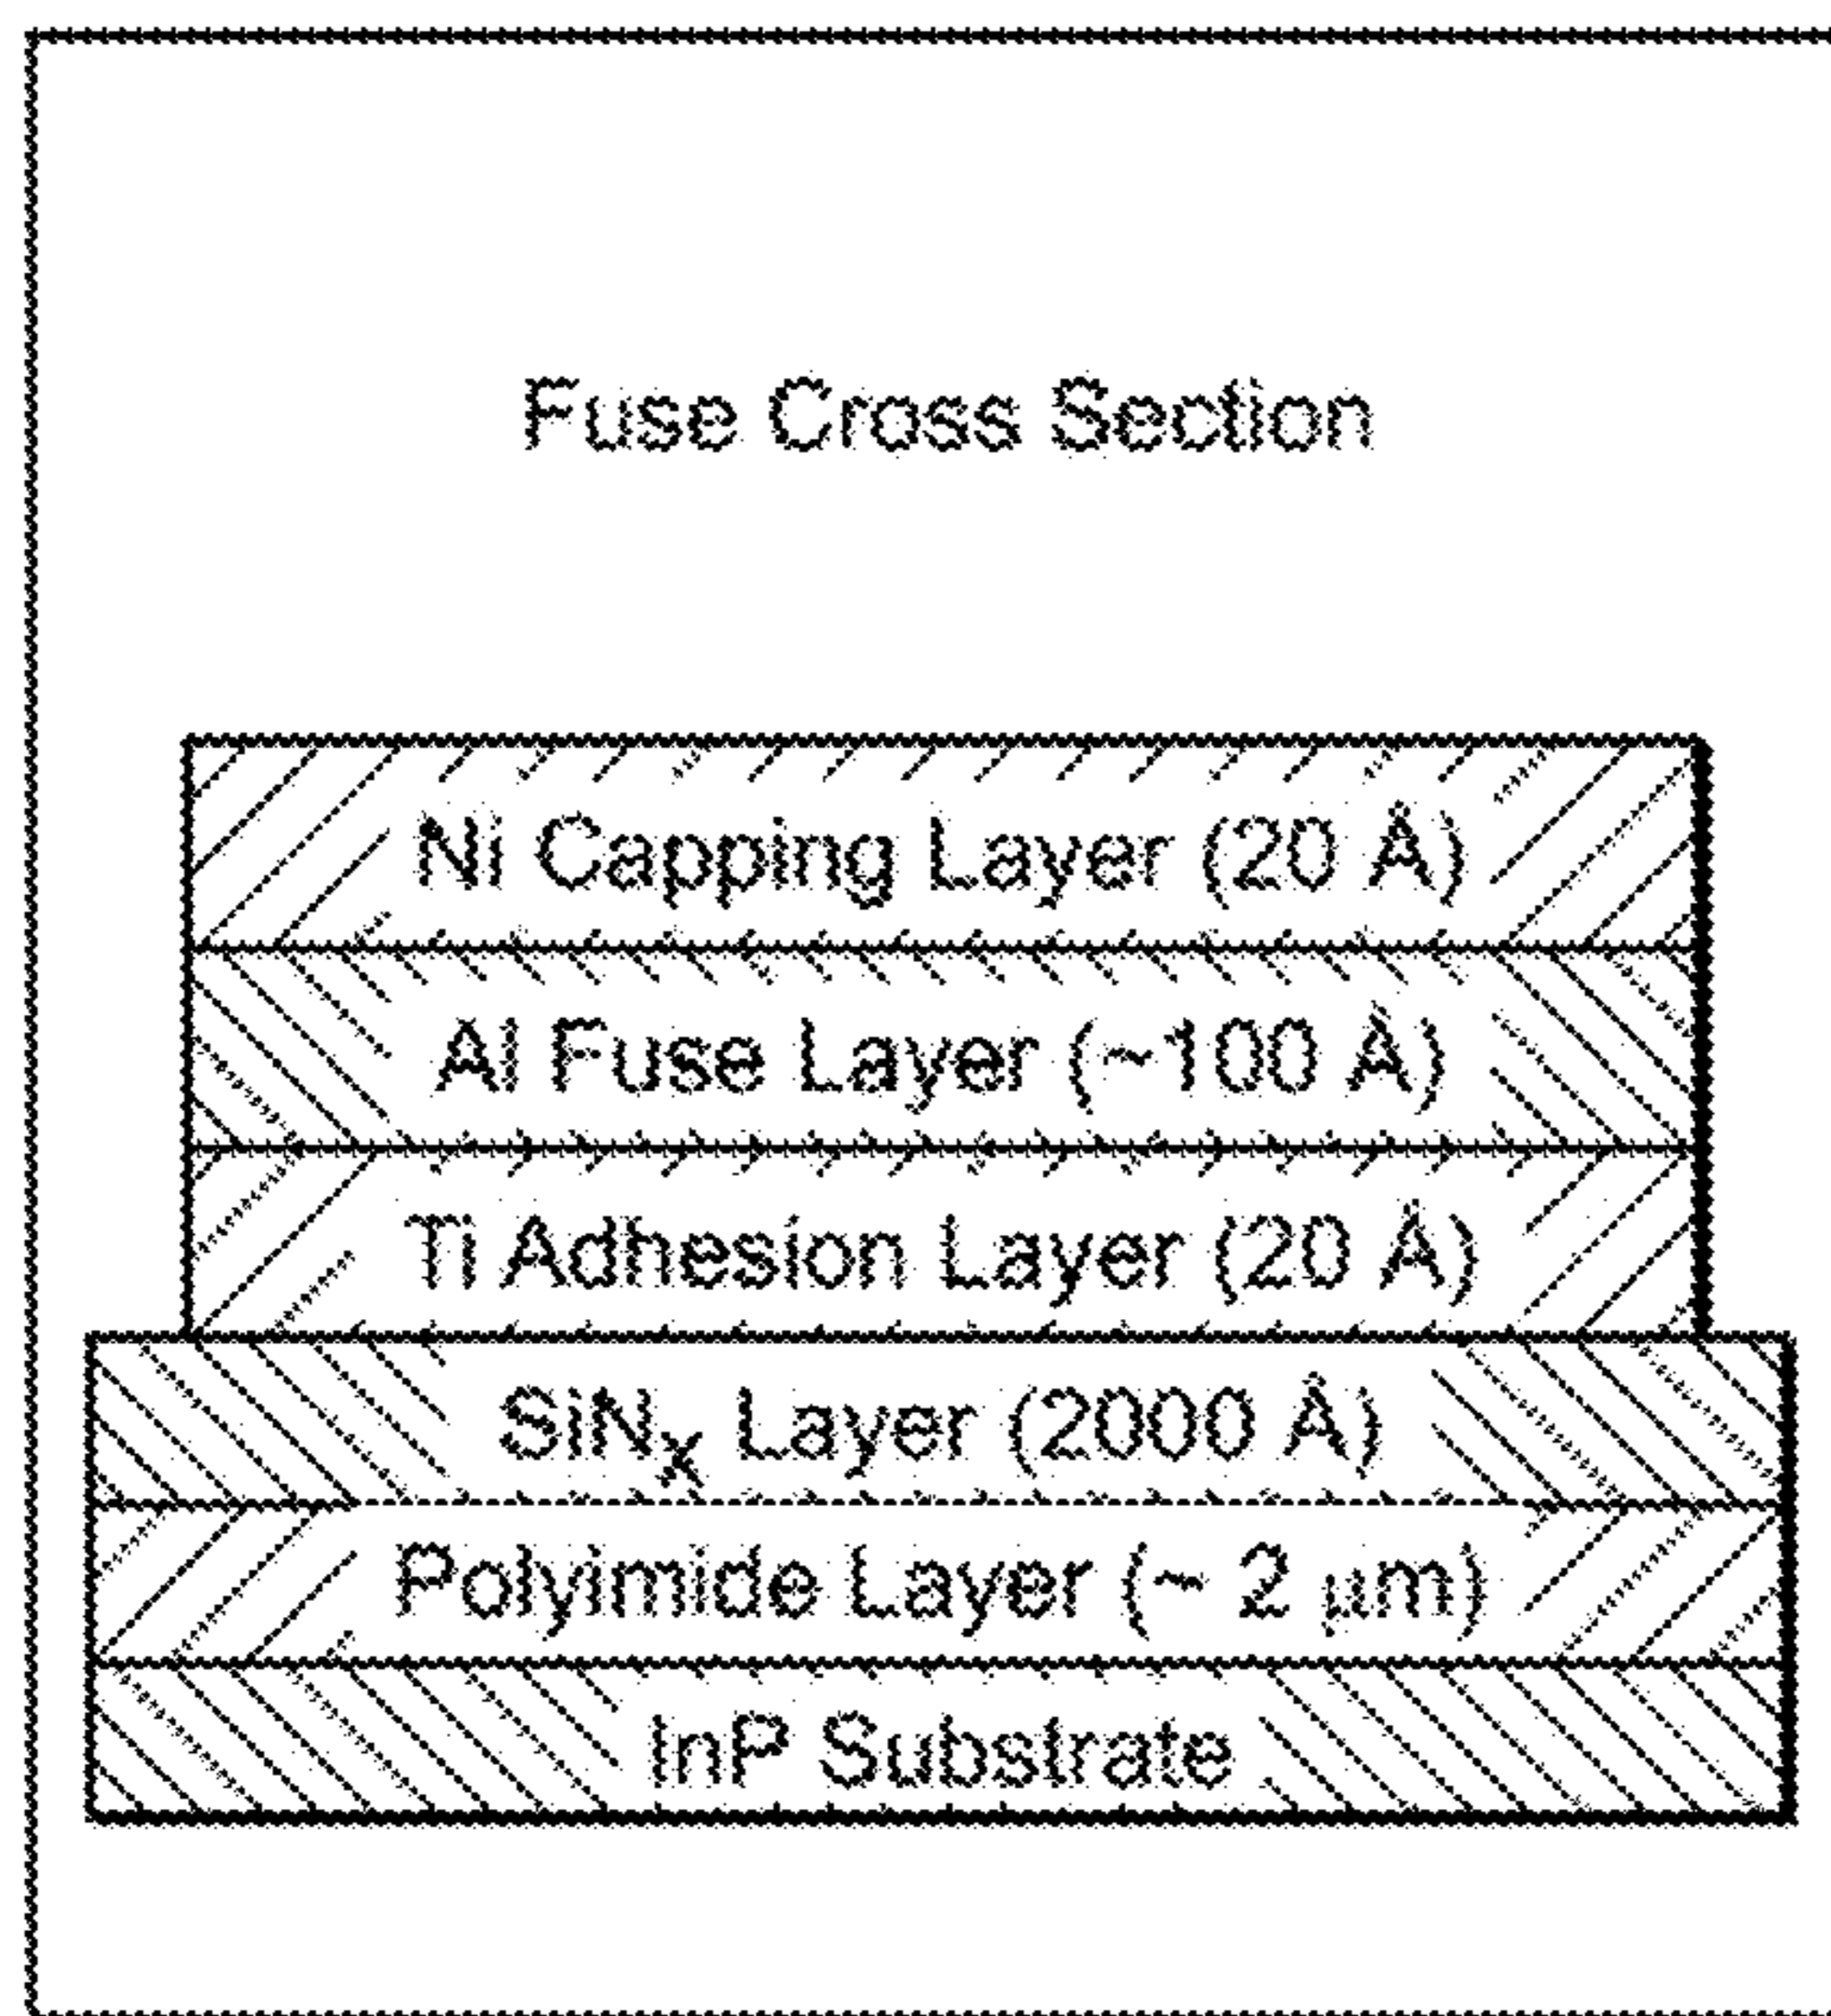 Fuse Cross Section
Ni Capping Layer (20 Å)
Al Fuse Layer (~100 Å)
Ti Adhesion Layer (20 Å)
SiNx Layer (2000 Å)
Polyimide Layer (~ 2 µm)
InP Substrate